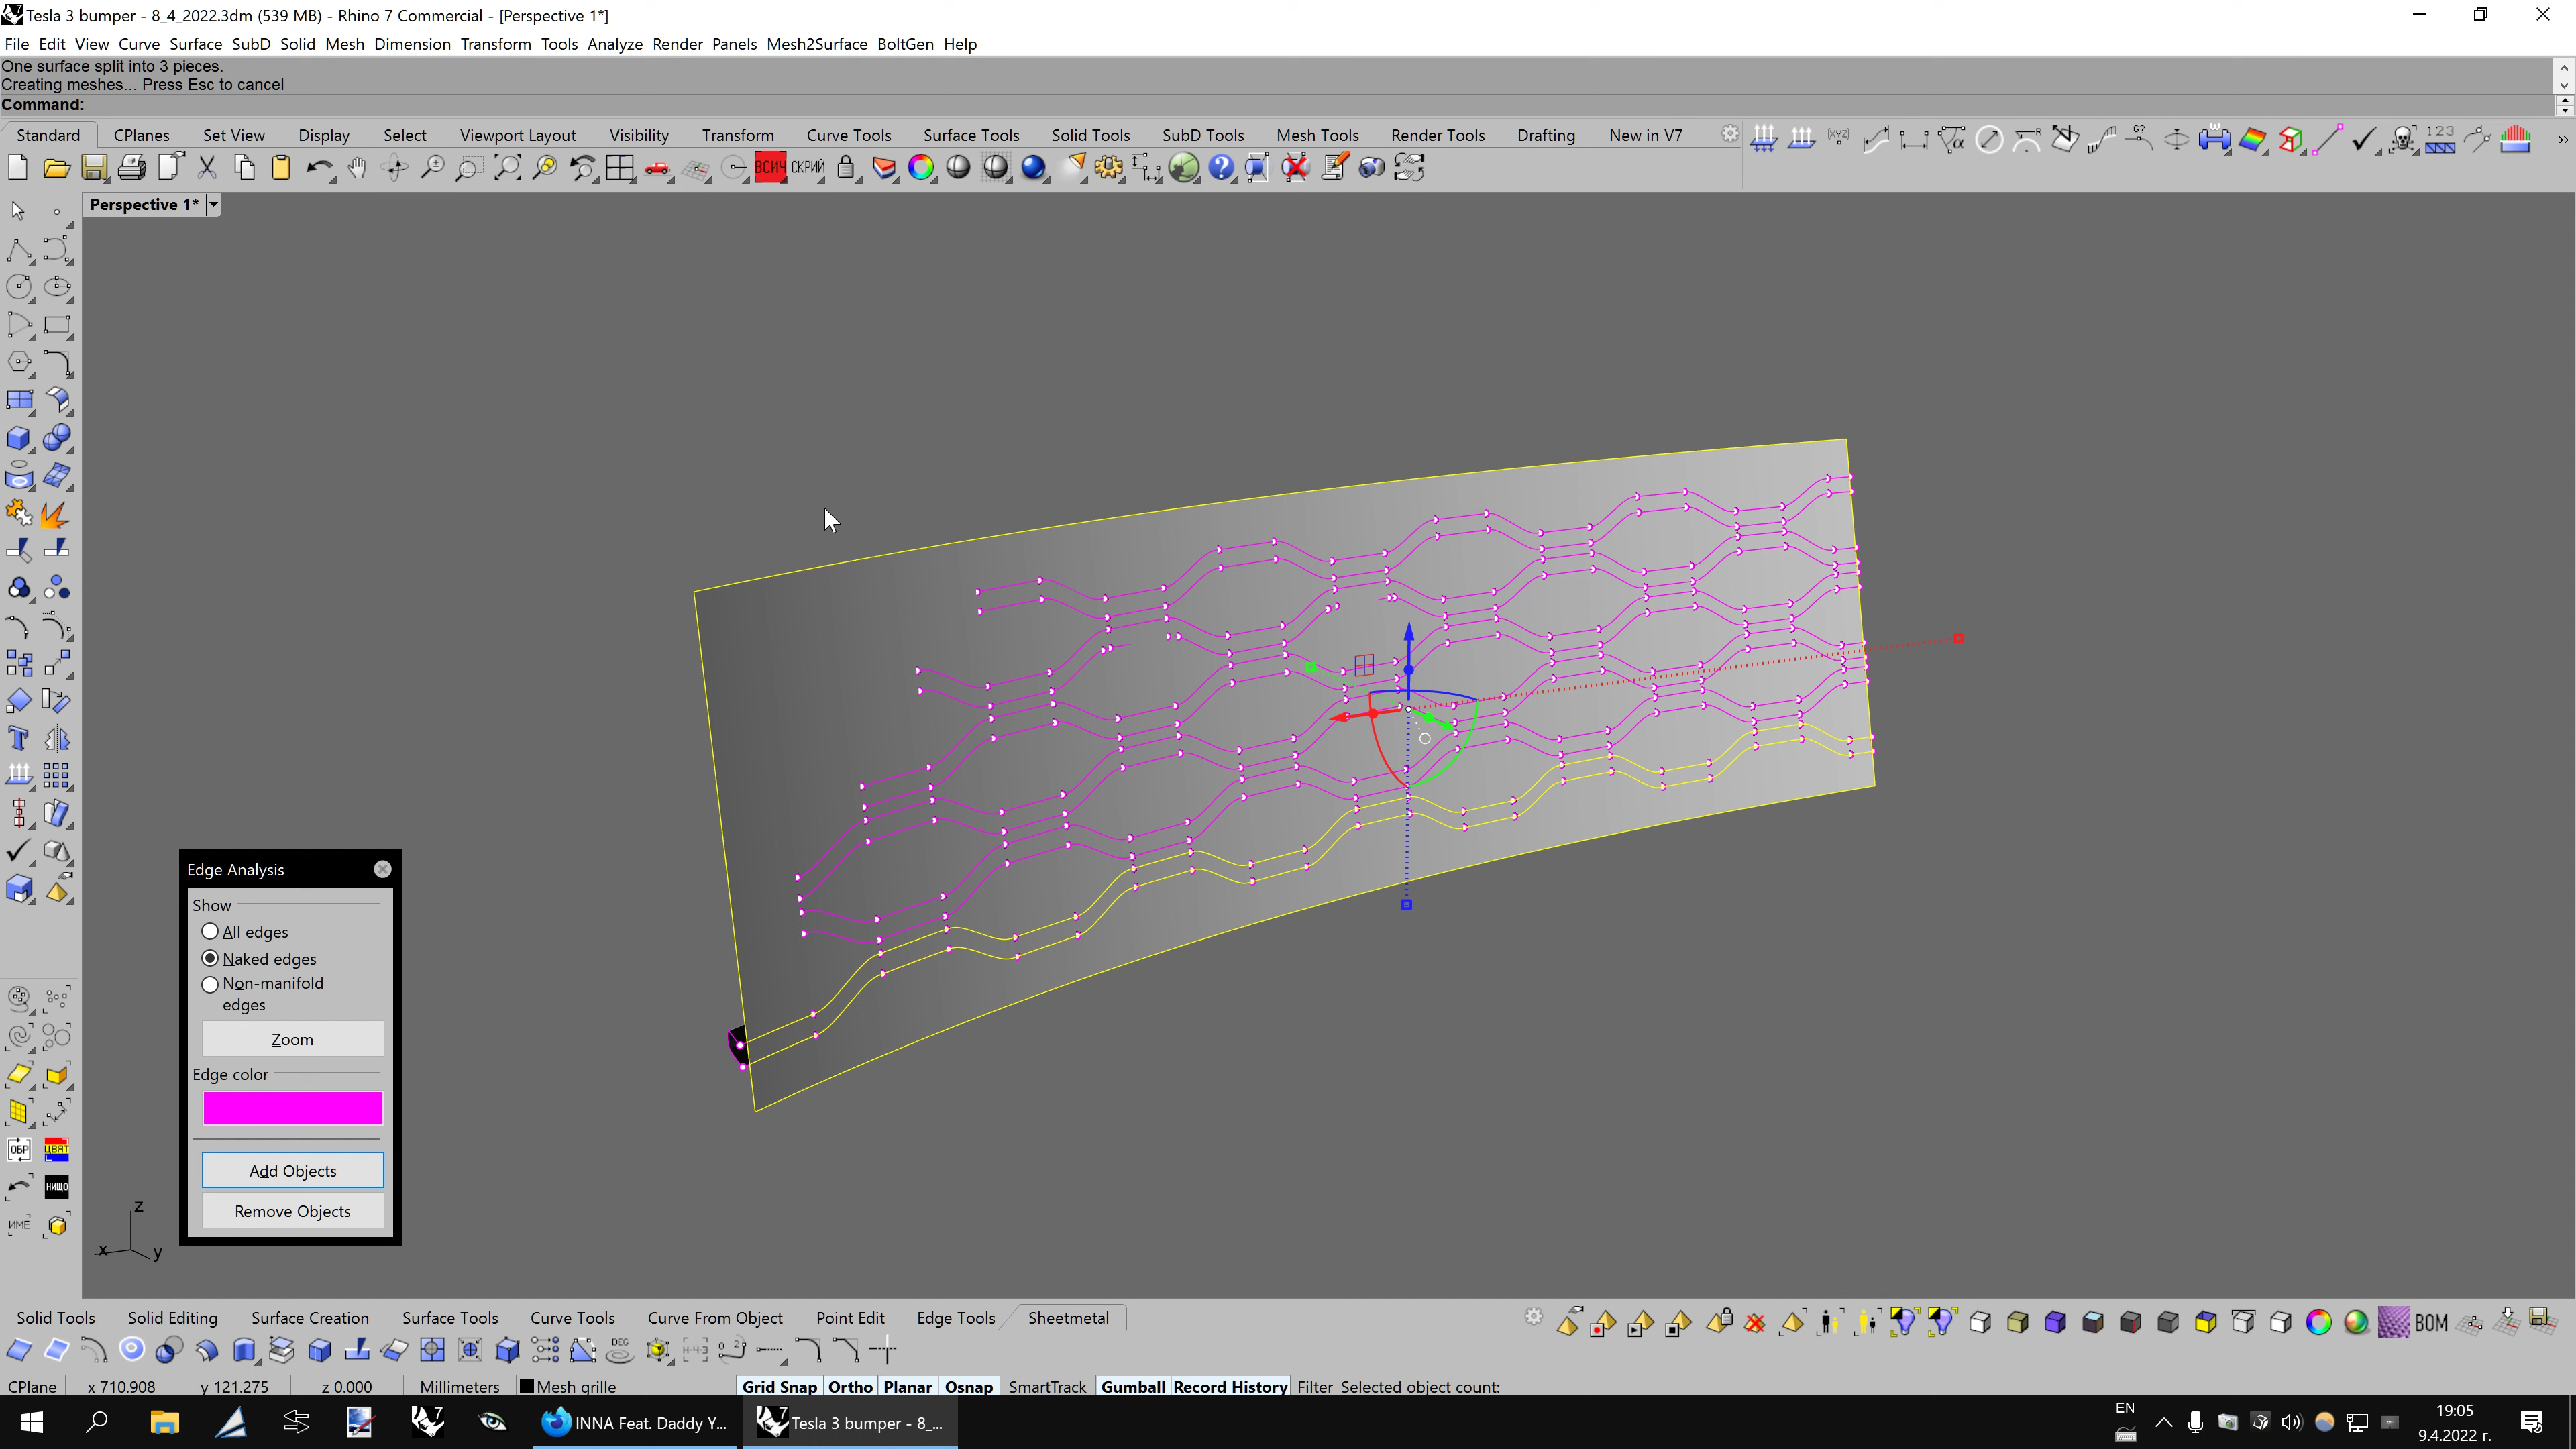 Tesla 3 bumper - 8_4_2022.3dm (539 MB) - Rhino 7 Commercial - [Perspective 1*]
File Edit View Curve Surface SubD Solid Mesh Dimension Transform Tools Analyze Render Panels Mesh2Surface BoltGen Help
One surface split into 3 pieces.
Creating meshes... Press Esc to cancel
Command:
Standard CPlanes Set View Display Select Viewport Layout Visibility Transform Curve Tools Surface Tools Solid Tools SubD Tools Mesh Tools Render Tools Drafting New in V7
ВСИЧ СКРИЙ
Perspective 1*
Edge Analysis
Show
All edges
Naked edges
Non-manifold
edges
Zoom
Edge color
Add Objects
Remove Objects
ОБР ЦВЯТ
НИЩО
ИМЕ
z
x y
Solid Tools Solid Editing Surface Creation Surface Tools Curve Tools Curve From Object Point Edit Edge Tools Sheetmetal
BOM
DEG
CPlane x 710.908 y 121.275 z 0.000 Millimeters Mesh grille Grid Snap Ortho Planar Osnap SmartTrack Gumball Record History Filter Selected object count:
INNA Feat. Daddy Y... Tesla 3 bumper - 8_...
EN
19:05
9.4.2022 г.